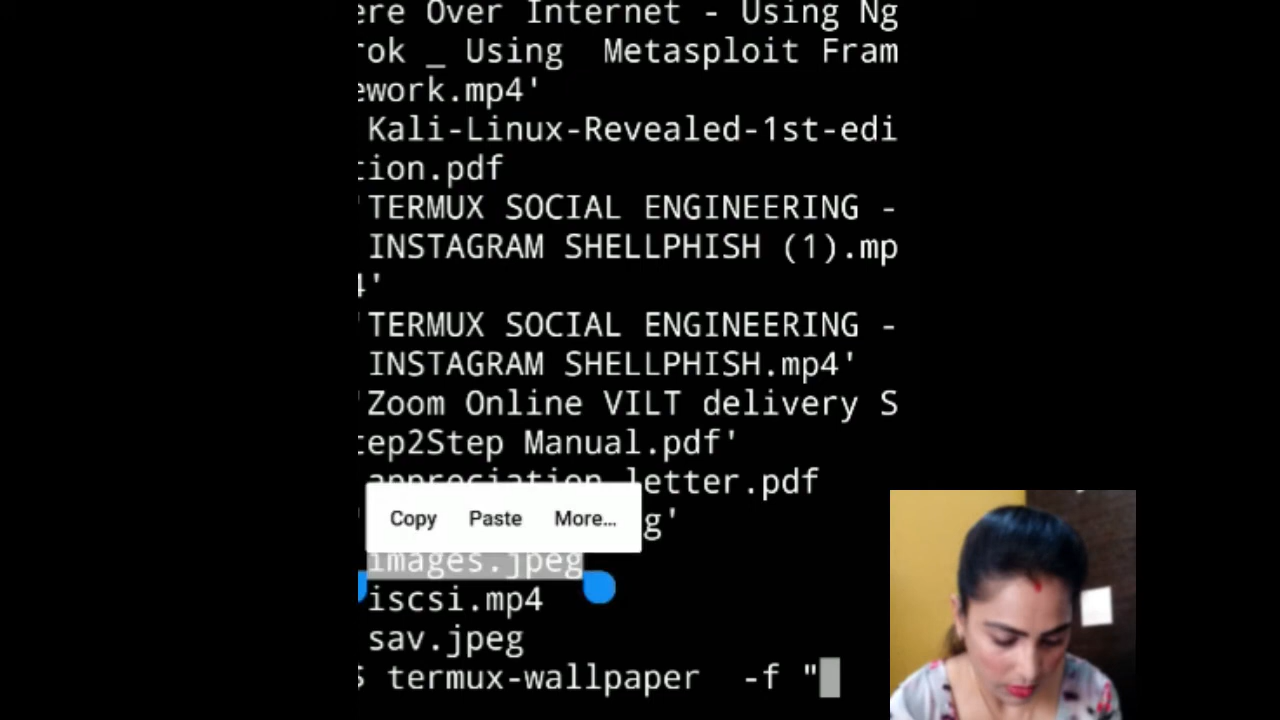 ere Over Internet - Using Ng
rok _ Using  Metasploit Fram
ework.mp4'
Kali-Linux-Revealed-1st-edi
tion.pdf
'TERMUX SOCIAL ENGINEERING -
INSTAGRAM SHELLPHISH (1).mp
4'
'TERMUX SOCIAL ENGINEERING -
INSTAGRAM SHELLPHISH.mp4'
'Zoom Online VILT delivery S
tep2Step Manual.pdf'
appreciation letter.pdf
Copy Paste More... g'
images.jpeg
iscsi.mp4
sav.jpeg
$ termux-wallpaper  -f "